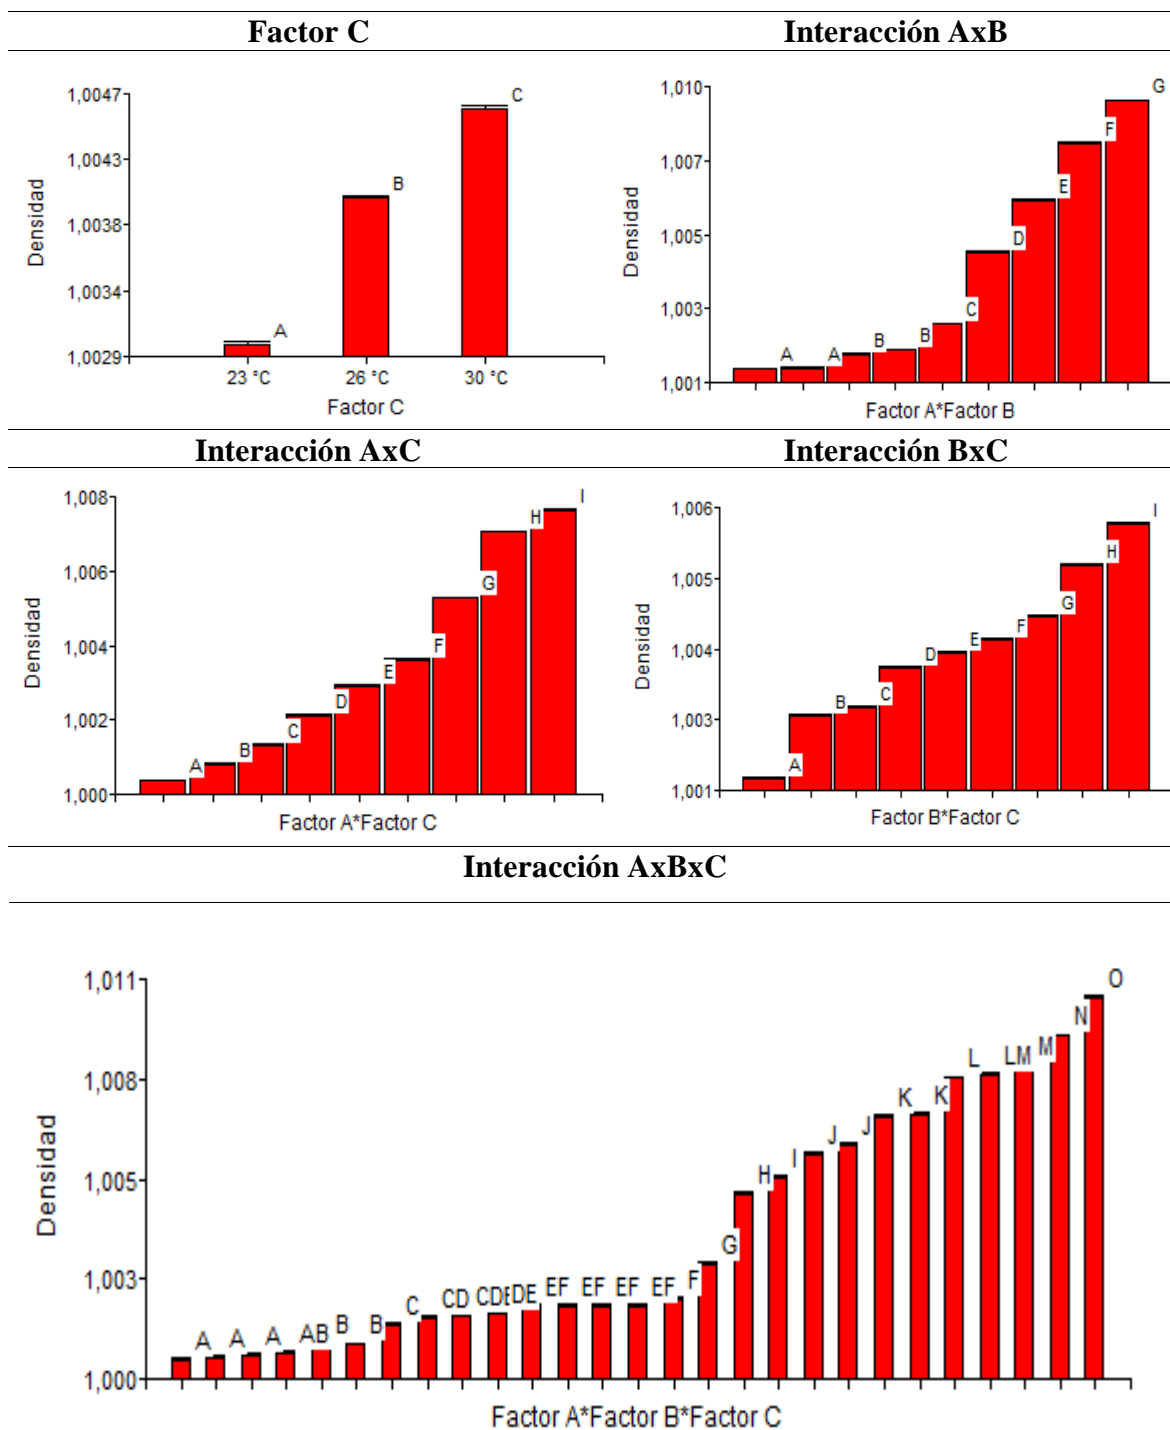 Factor C    Interacción AxB
1,0047
1,0043
1,0038
1,0034
1,0029
Densidad
A
B
C
23 °C 26 °C 30 °C
Factor C
1,010
1,007
1,005
1,003
1,001
Densidad
A A B B C D E F G
Factor A*Factor B
Interacción AxC    Interacción BxC
1,008
1,006
1,004
1,002
1,000
Densidad
A B C D E F G H I
Factor A*Factor C
1,006
1,005
1,004
1,003
1,001
Densidad
A B C D E F G H I
Factor B*Factor C
Interacción AxBxC
1,011
1,008
1,005
1,003
1,000
Densidad
A A A AB B B C CD CDE DE EF EF EF EF F G H I J J K K L LM M N O
Factor A*Factor B*Factor C